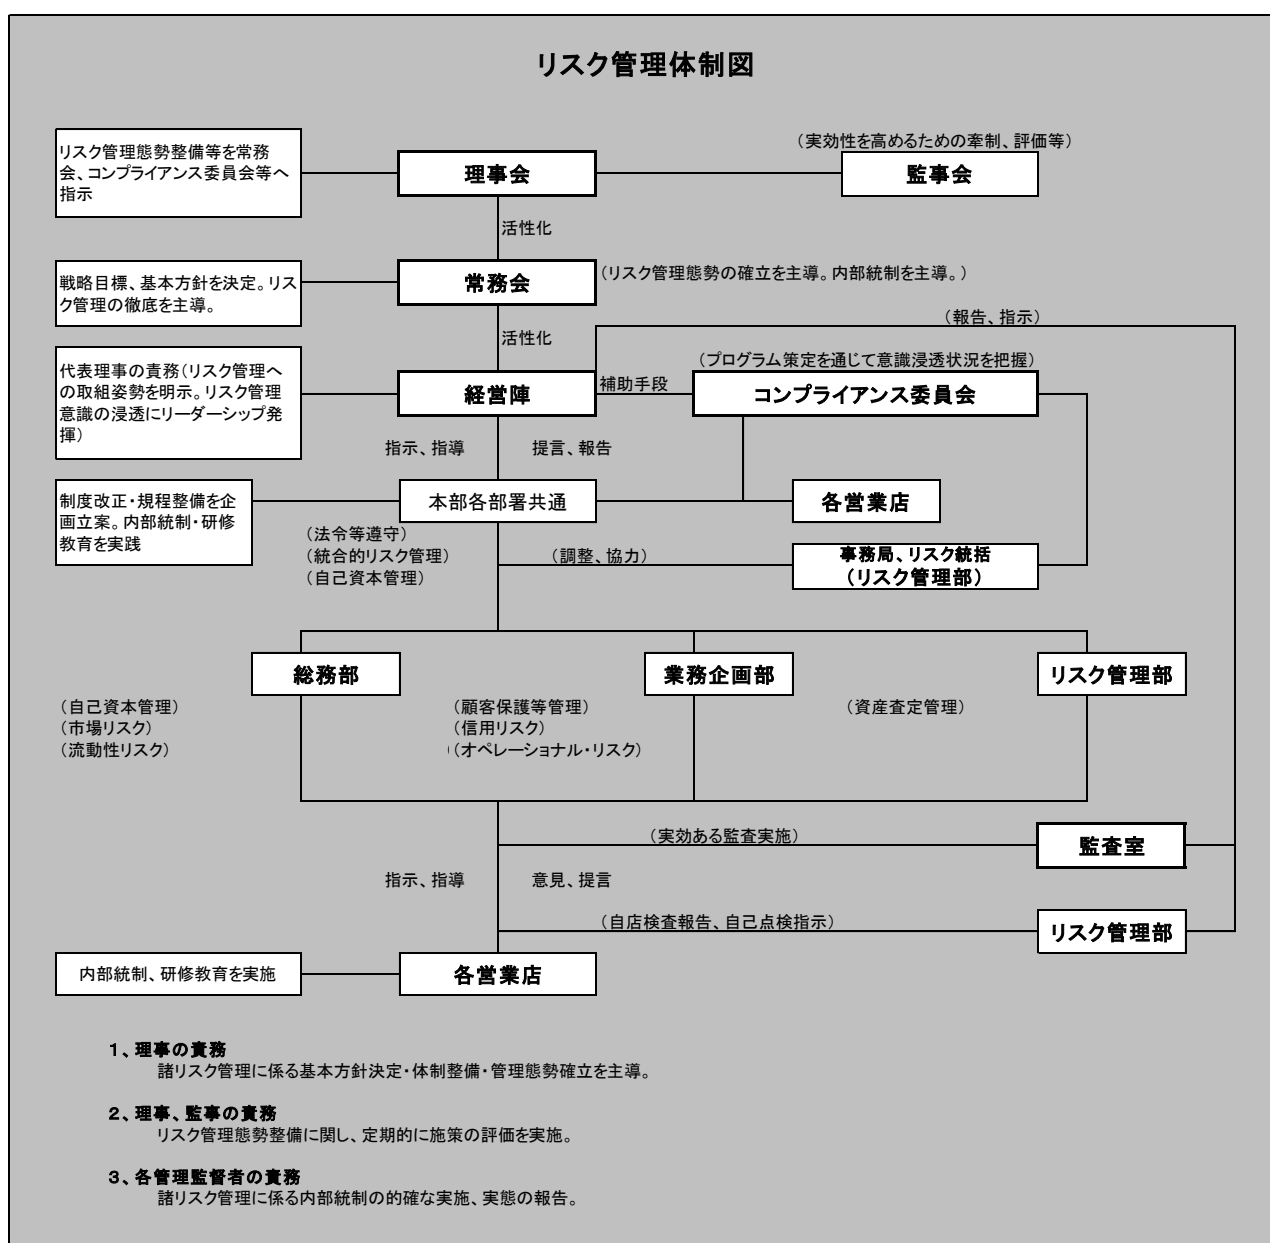 リスク管理体制図
(実効性を高めるための牽制、評価等)
リスク管理態勢整備等を常務
会、コンプライアンス委員会等へ
指示
理事会
監事会
活性化
戦略目標、基本方針を決定。リス
ク管理の徹底を主導。
常務会
(リスク管理態勢の確立を主導。内部統制を主導。)
(報告、指示)
活性化
代表理事の責務(リスク管理へ
の取組姿勢を明示。リスク管理
意識の浸透にリーダーシップ発
揮)
(プログラム策定を通じて意識浸透状況を把握)
経営陣
補助手段
コンプライアンス委員会
指示、指導
提言、報告
制度改正・規程整備を企
画立案。内部統制・研修
教育を実践
本部各部署共通
各営業店
(法令等遵守)
(統合的リスク管理)
(自己資本管理)
(調整、協力)
事務局、リスク統括
(リスク管理部)
総務部
業務企画部
リスク管理部
(自己資本管理)
(市場リスク)
(流動性リスク)
(顧客保護等管理)
(信用リスク)
(オペレーショナル・リスク)
(資産査定管理)
(実効ある監査実施)
監査室
指示、指導
意見、提言
(自店検査報告、自己点検指示)
リスク管理部
内部統制、研修教育を実施
各営業店
1、理事の責務
諸リスク管理に係る基本方針決定・体制整備・管理態勢確立を主導。
2、理事、監事の責務
リスク管理態勢整備に関し、定期的に施策の評価を実施。
3、各管理監督者の責務
諸リスク管理に係る内部統制の的確な実施、実態の報告。